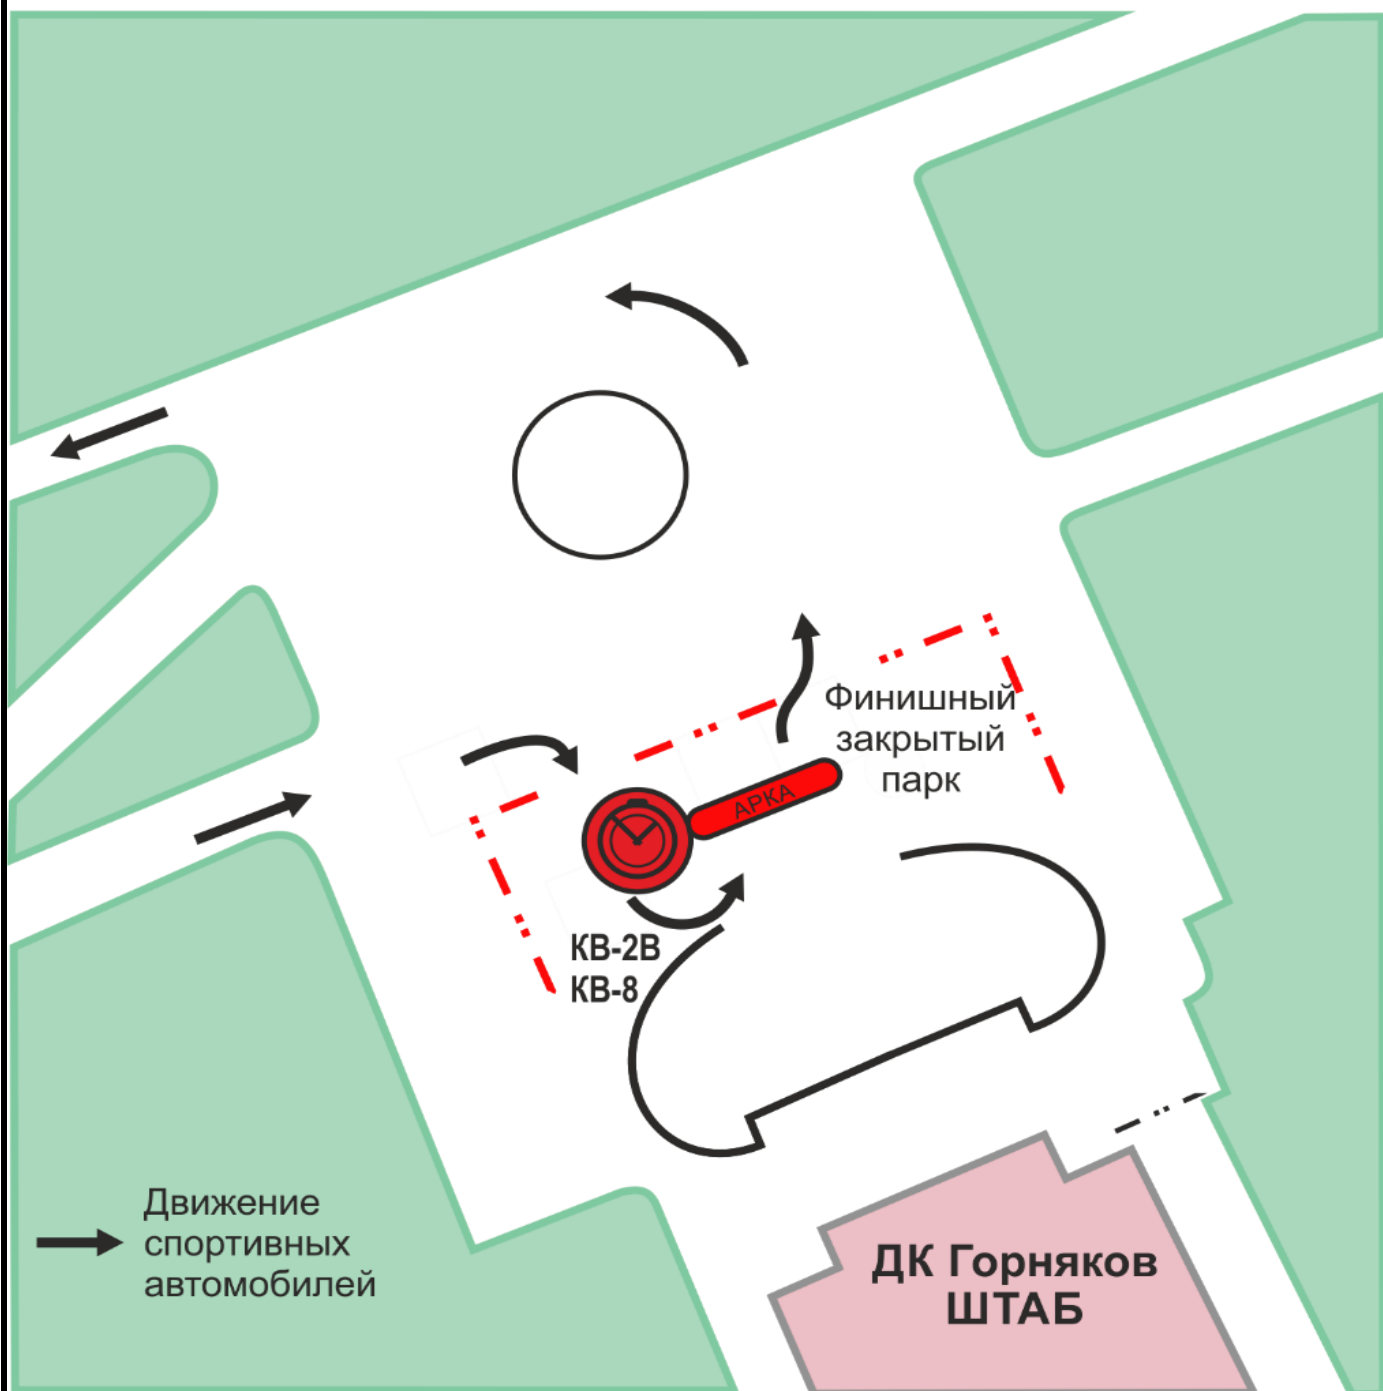 Финишный
закрытый
парк
АРКА
КВ-2В
КВ-8
Движение
спортивных
автомобилей
ДК Горняков
ШТАБ